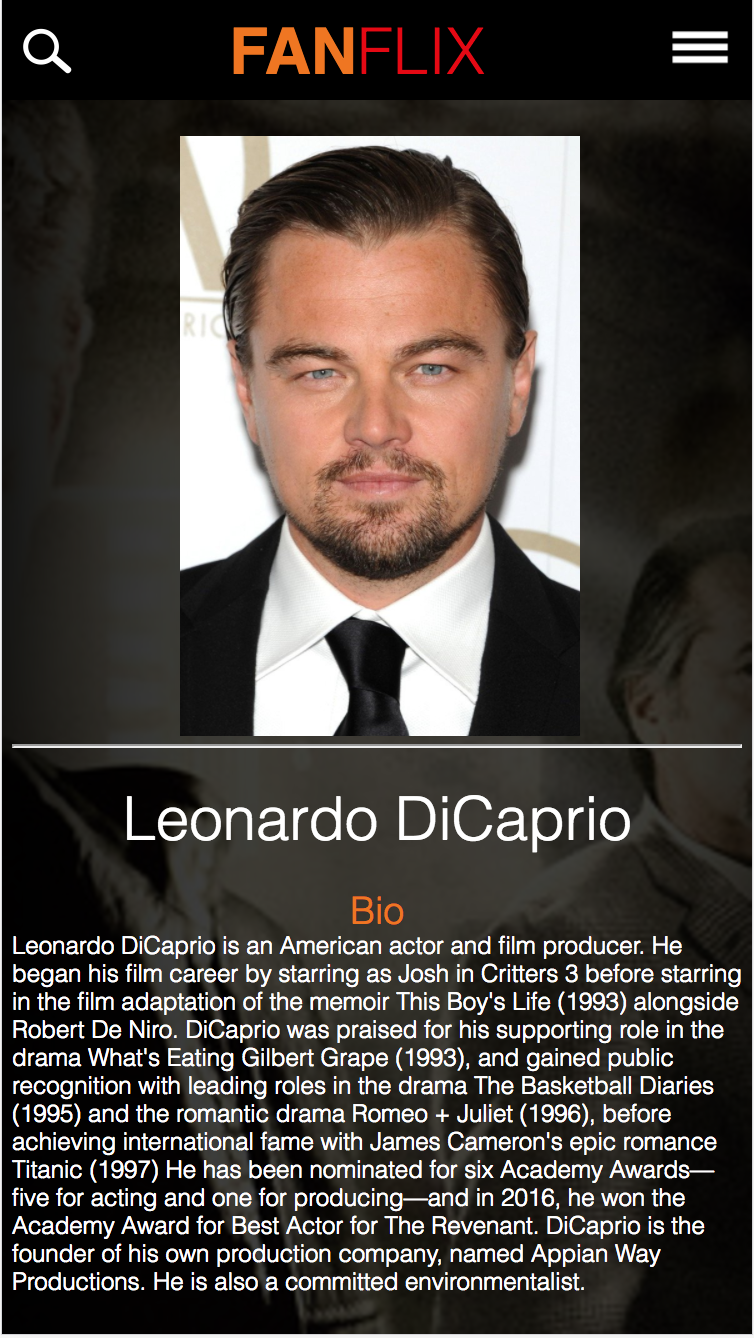 FANFLIX
RIC
Leonardo DiCaprio
Bio
Leonardo DiCaprio is an American actor and film producer. He
began his film career by starring as Josh in Critters 3 before starring
in the film adaptation of the memoir This Boy's Life (1993) alongside
Robert De Niro. DiCaprio was praised for his supporting role in the
drama What's Eating Gilbert Grape (1993), and gained public
recognition with leading roles in the drama The Basketball Diaries
(1995) and the romantic drama Romeo + Juliet (1996), before
achieving international fame with James Cameron's epic romance
Titanic (1997) He has been nominated for six Academy Awards—
five for acting and one for producing—and in 2016, he won the
Academy Award for Best Actor for The Revenant. DiCaprio is the
founder of his own production company, named Appian Way
Productions. He is also a committed environmentalist.